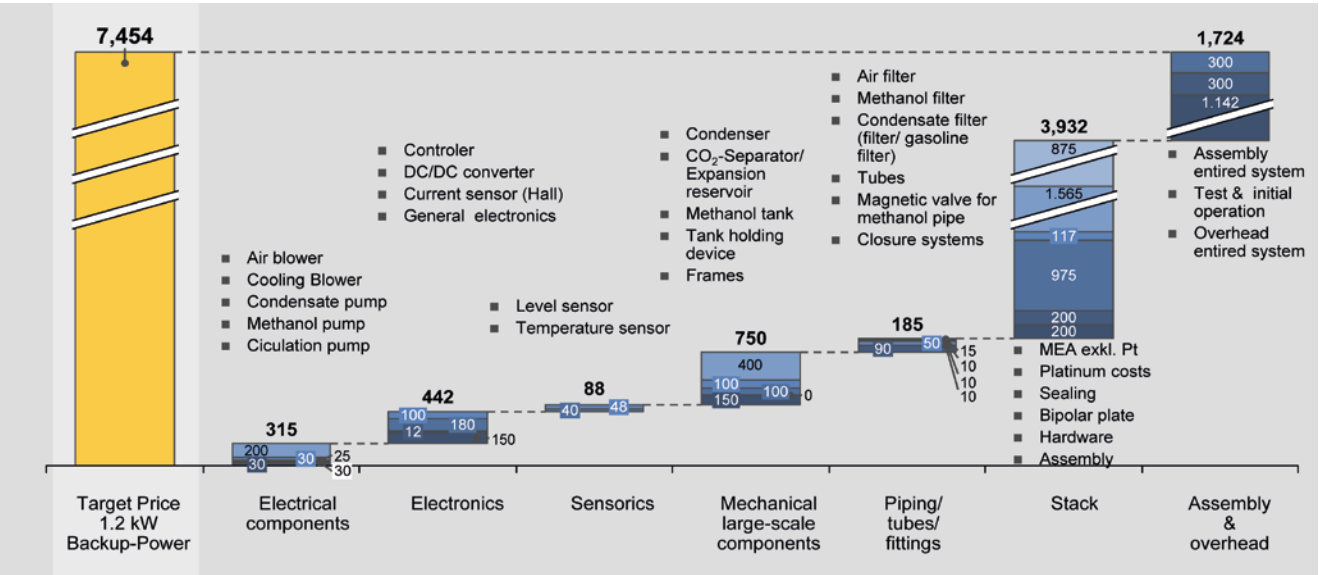 7,454
Target Price
1.2 kW
Backup-Power
■ Air blower
■ Cooling Blower
■ Condensate pump
■ Methanol pump
■ Ciculation pump
315
200
30
30
25
30
Electrical
components
■ Controler
■ DC/DC converter
■ Current sensor (Hall)
■ General electronics
442
100
180
12
150
Electronics
■ Level sensor
■ Temperature sensor
88
40
48
Sensorics
■ Condenser
■ CO₂-Separator/
Expansion
reservoir
■ Methanol tank
■ Tank holding
device
■ Frames
750
400
100
100
150
0
Mechanical
large-scale
components
■ Air filter
■ Methanol filter
■ Condensate filter
(filter/ gasoline
filter)
■ Tubes
■ Magnetic valve for
methanol pipe
■ Closure systems
185
90
50
15
10
10
10
Piping/
tubes/
fittings
3,932
875
1.565
117
975
200
200
■ MEA exkl. Pt
■ Platinum costs
■ Sealing
■ Bipolar plate
■ Hardware
■ Assembly
Stack
1,724
300
300
1.142
■ Assembly
entired system
■ Test & initial
operation
■ Overhead
entired system
Assembly
&
overhead